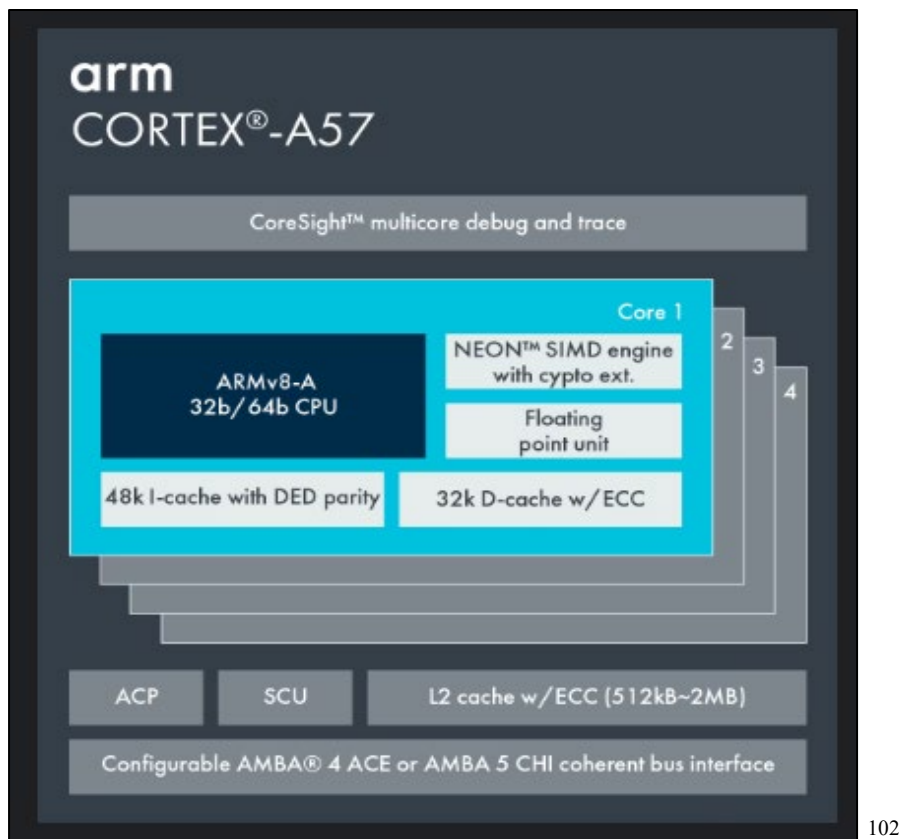 arm
CORTEX®-A57
CoreSight™ multicore debug and trace
Core 1
2
3
4
ARMv8-A
32b/64b CPU
NEON™ SIMD engine
with cypto ext.
Floating
point unit
48k I-cache with DED parity
32k D-cache w/ECC
ACP
SCU
L2 cache w/ECC (512kB~2MB)
Configurable AMBA® 4 ACE or AMBA 5 CHI coherent bus interface
102